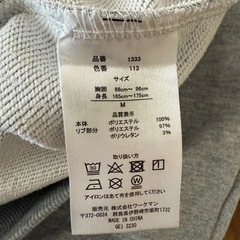 品番 1333
色番 113
サイズ
胸囲 88cm～ 96cm
身長 165cm～175cm
M
品質表示
本体 ポリエステル 100%
リブ部分 ポリエステル 97%
ポリウレタン 3%
取り扱い方
アイロンはあて布を使用して下さい
販売元 株式会社ワークマン
〒372-0824 群馬県伊勢崎市柴町1732
MADE IN CHINA
QEI 3230